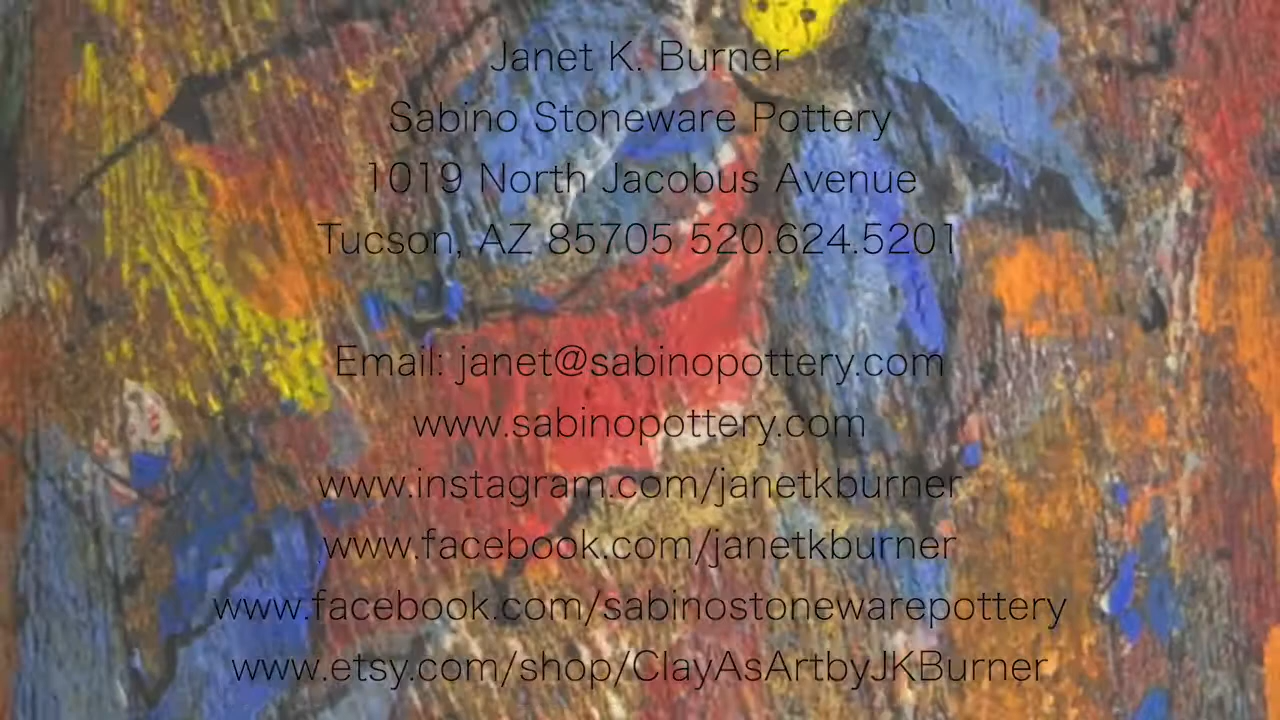 Janet K. Burner
Sabino Stoneware Pottery
1019 North Jacobus Avenue
Tucson, AZ 85705 520.624.5201
Email: janet@sabinopottery.com
www.sabinopottery.com
www.instagram.com/janetkburner
www.facebook.com/janetkburner
www.facebook.com/sabinostonewarepottery
www.etsy.com/shop/ClayAsArtbyJKBurner